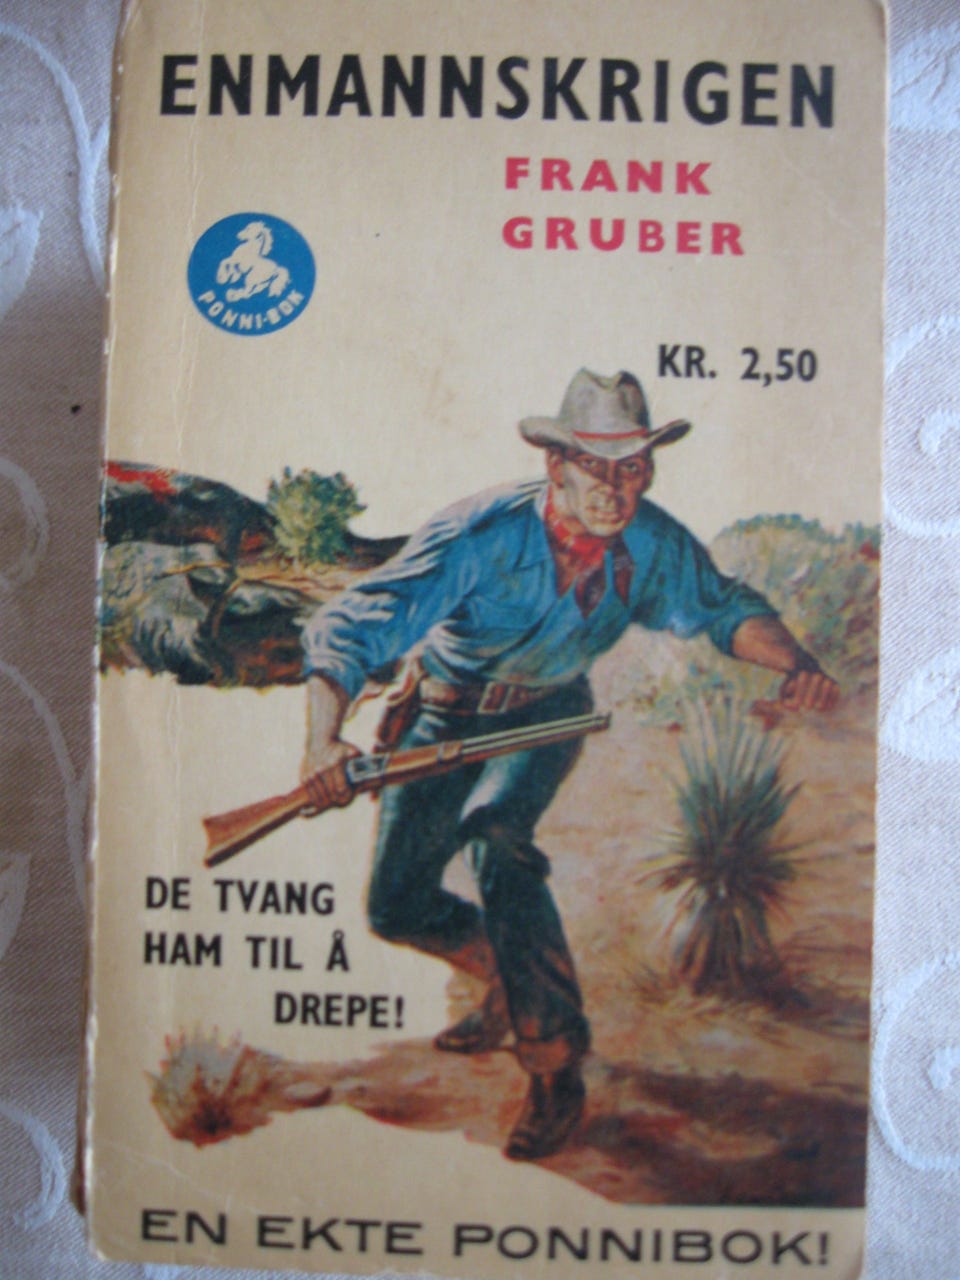 ENMANNSKRIGEN
FRANK
GRUBER
PONNI-BOK
KR. 2,50
DE TVANG
HAM TIL Å
DREPE!
EN EKTE PONNIBOK!